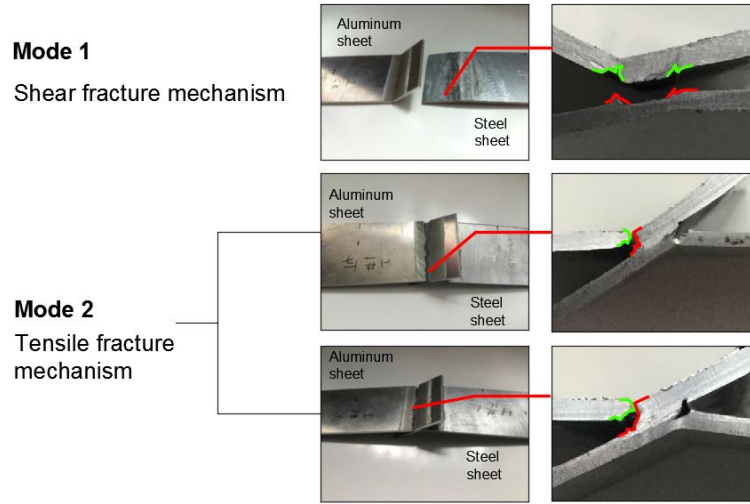 Mode 1
Shear fracture mechanism
Aluminum
sheet
Steel
sheet
Mode 2
Tensile fracture
mechanism
Aluminum
sheet
Steel
sheet
Aluminum
sheet
Steel
sheet